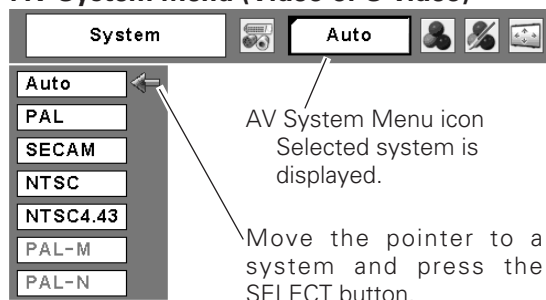 AV System Menu (Video or S-Video)
System
Auto
Auto
PAL
SECAM
NTSC
NTSC4.43
PAL-M
PAL-N
AV System Menu icon
Selected system is
displayed.
Move the pointer to a
system and press the
SELECT button.